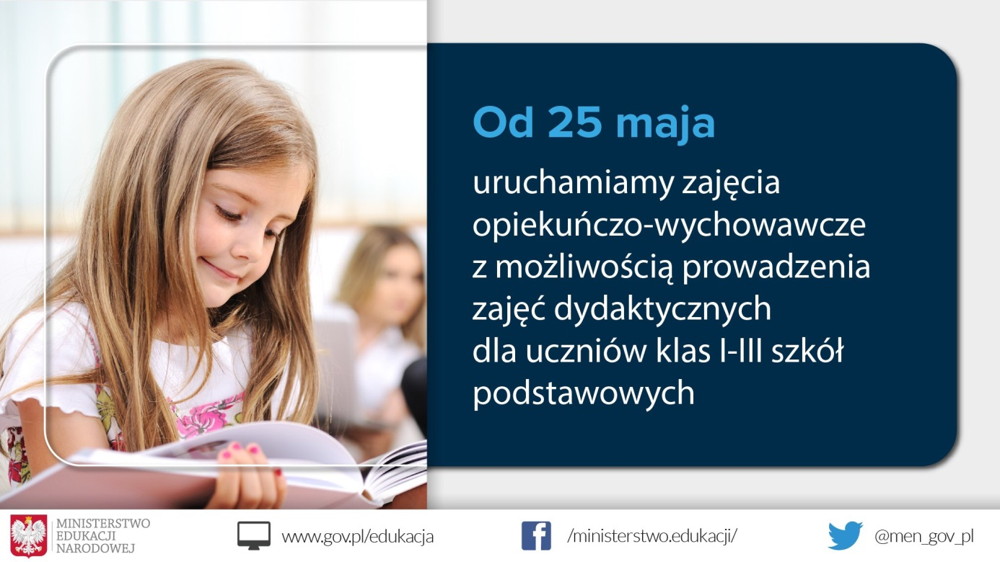 Od 25 maja
uruchamiamy zajęcia
opiekuńczo-wychowawcze
z możliwością prowadzenia
zajęć dydaktycznych
dla uczniów klas I-III szkół
podstawowych
MINISTERSTWO
EDUKACJI
NARODOWEJ
www.gov.pl/edukacja
/ministerstwo.edukacji/
@men_gov_pl